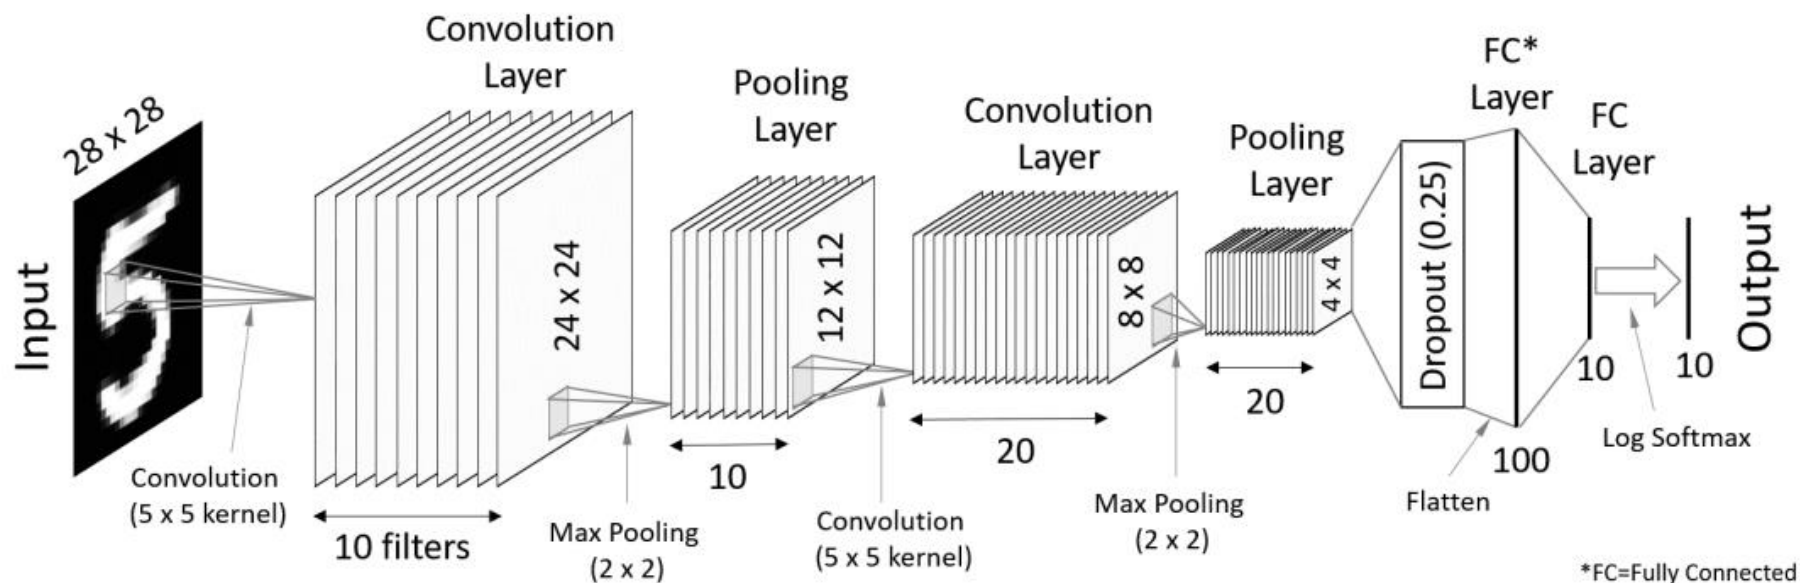 Input
28 x 28
Convolution
(5 x 5 kernel)
Convolution
Layer
24 x 24
10 filters
Max Pooling
(2 x 2)
Pooling
Layer
12 x 12
10
Convolution
(5 x 5 kernel)
Convolution
Layer
8 x 8
20
Max Pooling
(2 x 2)
Pooling
Layer
4 x 4
20
Dropout (0.25)
Flatten
FC*
Layer
100
FC
Layer
10
Log Softmax
10
Output
*FC=Fully Connected